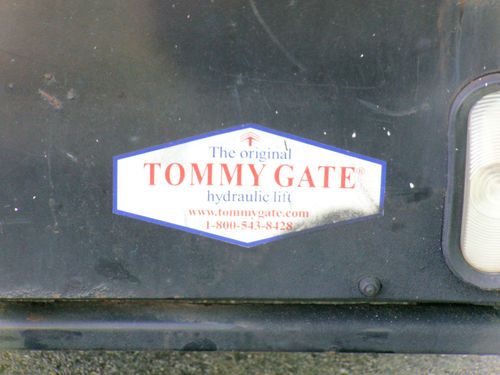 The original
TOMMY GATE®
hydraulic lift
www.tommygate.com
1-800-543-8428